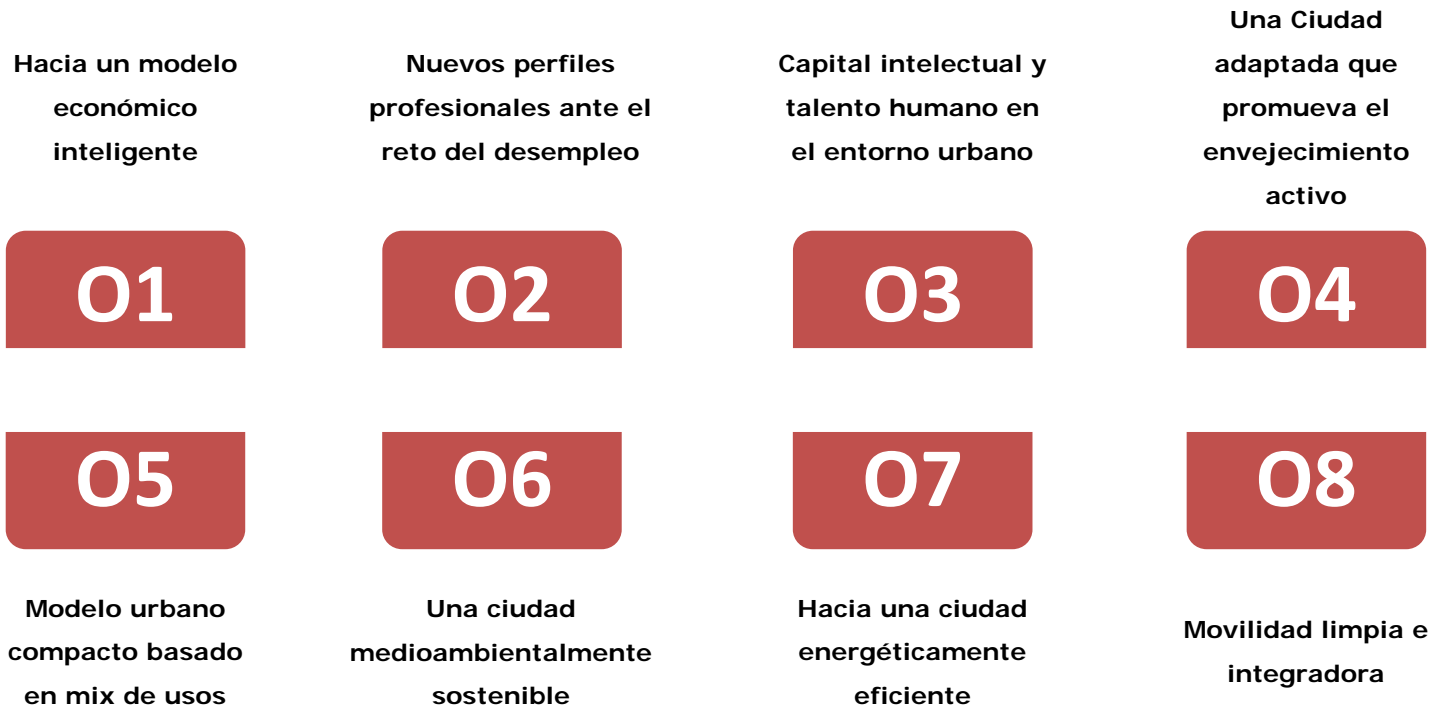 Hacia un modelo
económico
inteligente
Nuevos perfiles
profesionales ante el
reto del desempleo
Capital intelectual y
talento humano en
el entorno urbano
Una Ciudad
adaptada que
promueva el
envejecimiento
activo
O1
O2
O3
O4
O5
O6
O7
O8
Modelo urbano
compacto basado
en mix de usos
Una ciudad
medioambientalmente
sostenible
Hacia una ciudad
energéticamente
eficiente
Movilidad limpia e
integradora